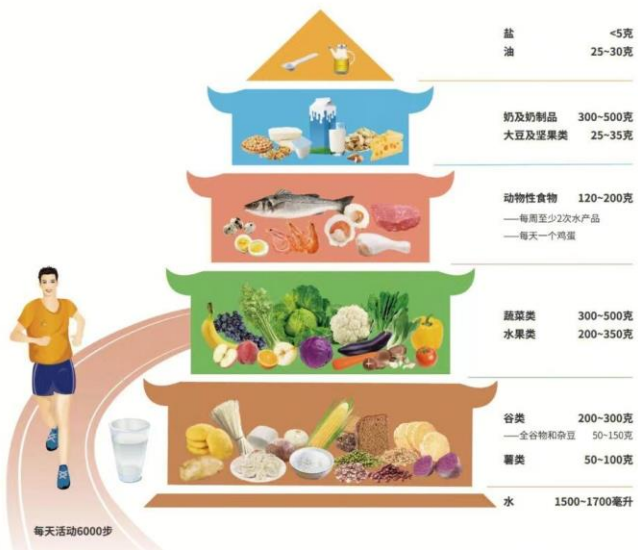 盐 <5克
油 25~30克
奶及奶制品 300~500克
大豆及坚果类 25~35克
动物性食物 120~200克
——每周至少2次水产品
——每天一个鸡蛋
蔬菜类 300~500克
水果类 200~350克
谷类 200~300克
——全谷物和杂豆 50~150克
薯类 50~100克
水 1500~1700毫升
每天活动6000步